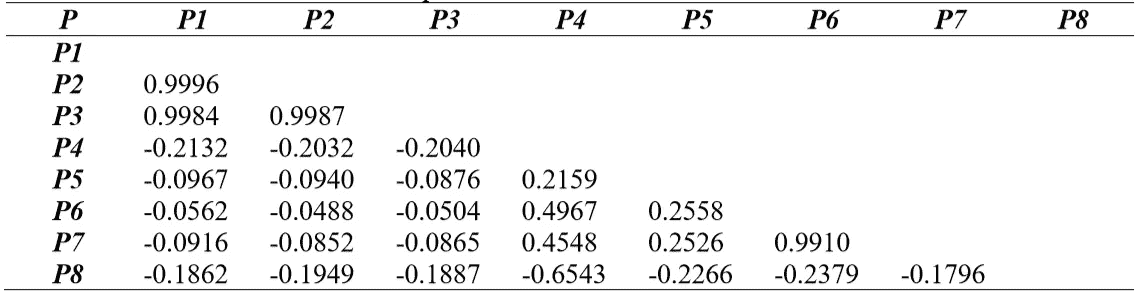 P P1 P2 P3 P4 P5 P6 P7 P8
P1
P2 0.9996
P3 0.9984 0.9987
P4 -0.2132 -0.2032 -0.2040
P5 -0.0967 -0.0940 -0.0876 0.2159
P6 -0.0562 -0.0488 -0.0504 0.4967 0.2558
P7 -0.0916 -0.0852 -0.0865 0.4548 0.2526 0.9910
P8 -0.1862 -0.1949 -0.1887 -0.6543 -0.2266 -0.2379 -0.1796